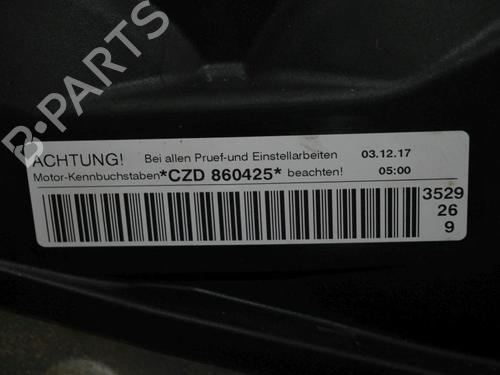 B-PARTS
ACHTUNG! Bei allen Pruef-und Einstellarbeiten 03.12.17
Motor-Kennbuchstaben *CZD 860425* beachten! 05:00
3529
26
9